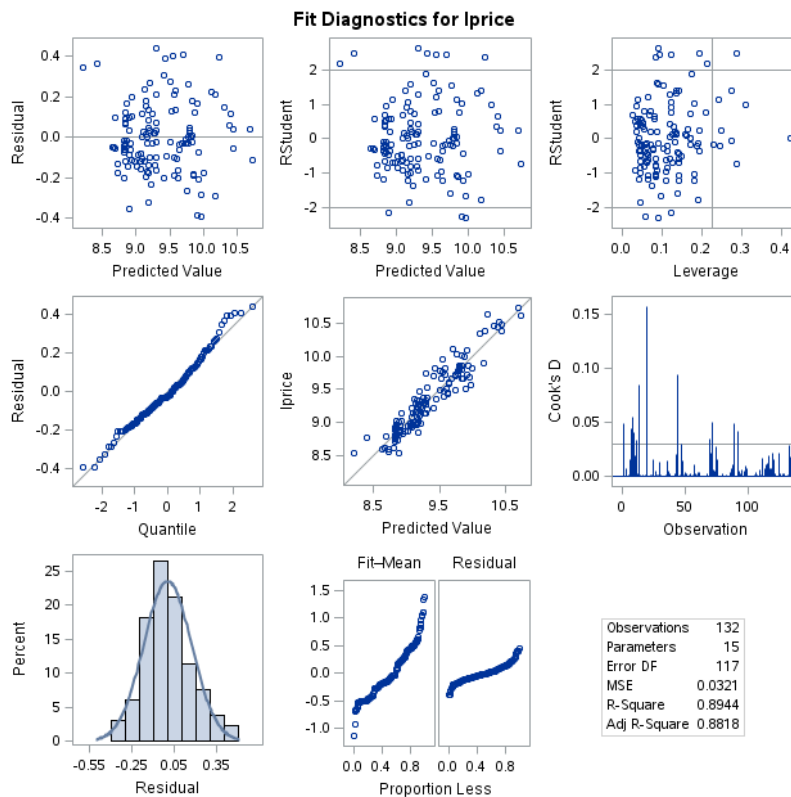 Fit Diagnostics for lprice
0.4
0.2
0.0
-0.2
-0.4
Residual
8.5 9.0 9.5 10.0 10.5
Predicted Value
2
1
0
-1
-2
RStudent
8.5 9.0 9.5 10.0 10.5
Predicted Value
2
1
0
-1
-2
RStudent
0.0 0.1 0.2 0.3 0.4
Leverage
0.4
0.2
0.0
-0.2
-0.4
Residual
-2 -1 0 1 2
Quantile
10.5
10.0
9.5
9.0
8.5
lprice
8.5 9.5 10.5
Predicted Value
0.15
0.10
0.05
0.00
Cook's D
0 50 100
Observation
25
20
15
10
5
0
Percent
-0.55 -0.25 0.05 0.35
Residual
Fit–Mean Residual
1.5
1.0
0.5
0.0
-0.5
-1.0
0.0 0.4 0.8 0.0 0.4 0.8
Proportion Less
Observations 132
Parameters 15
Error DF 117
MSE 0.0321
R-Square 0.8944
Adj R-Square 0.8818